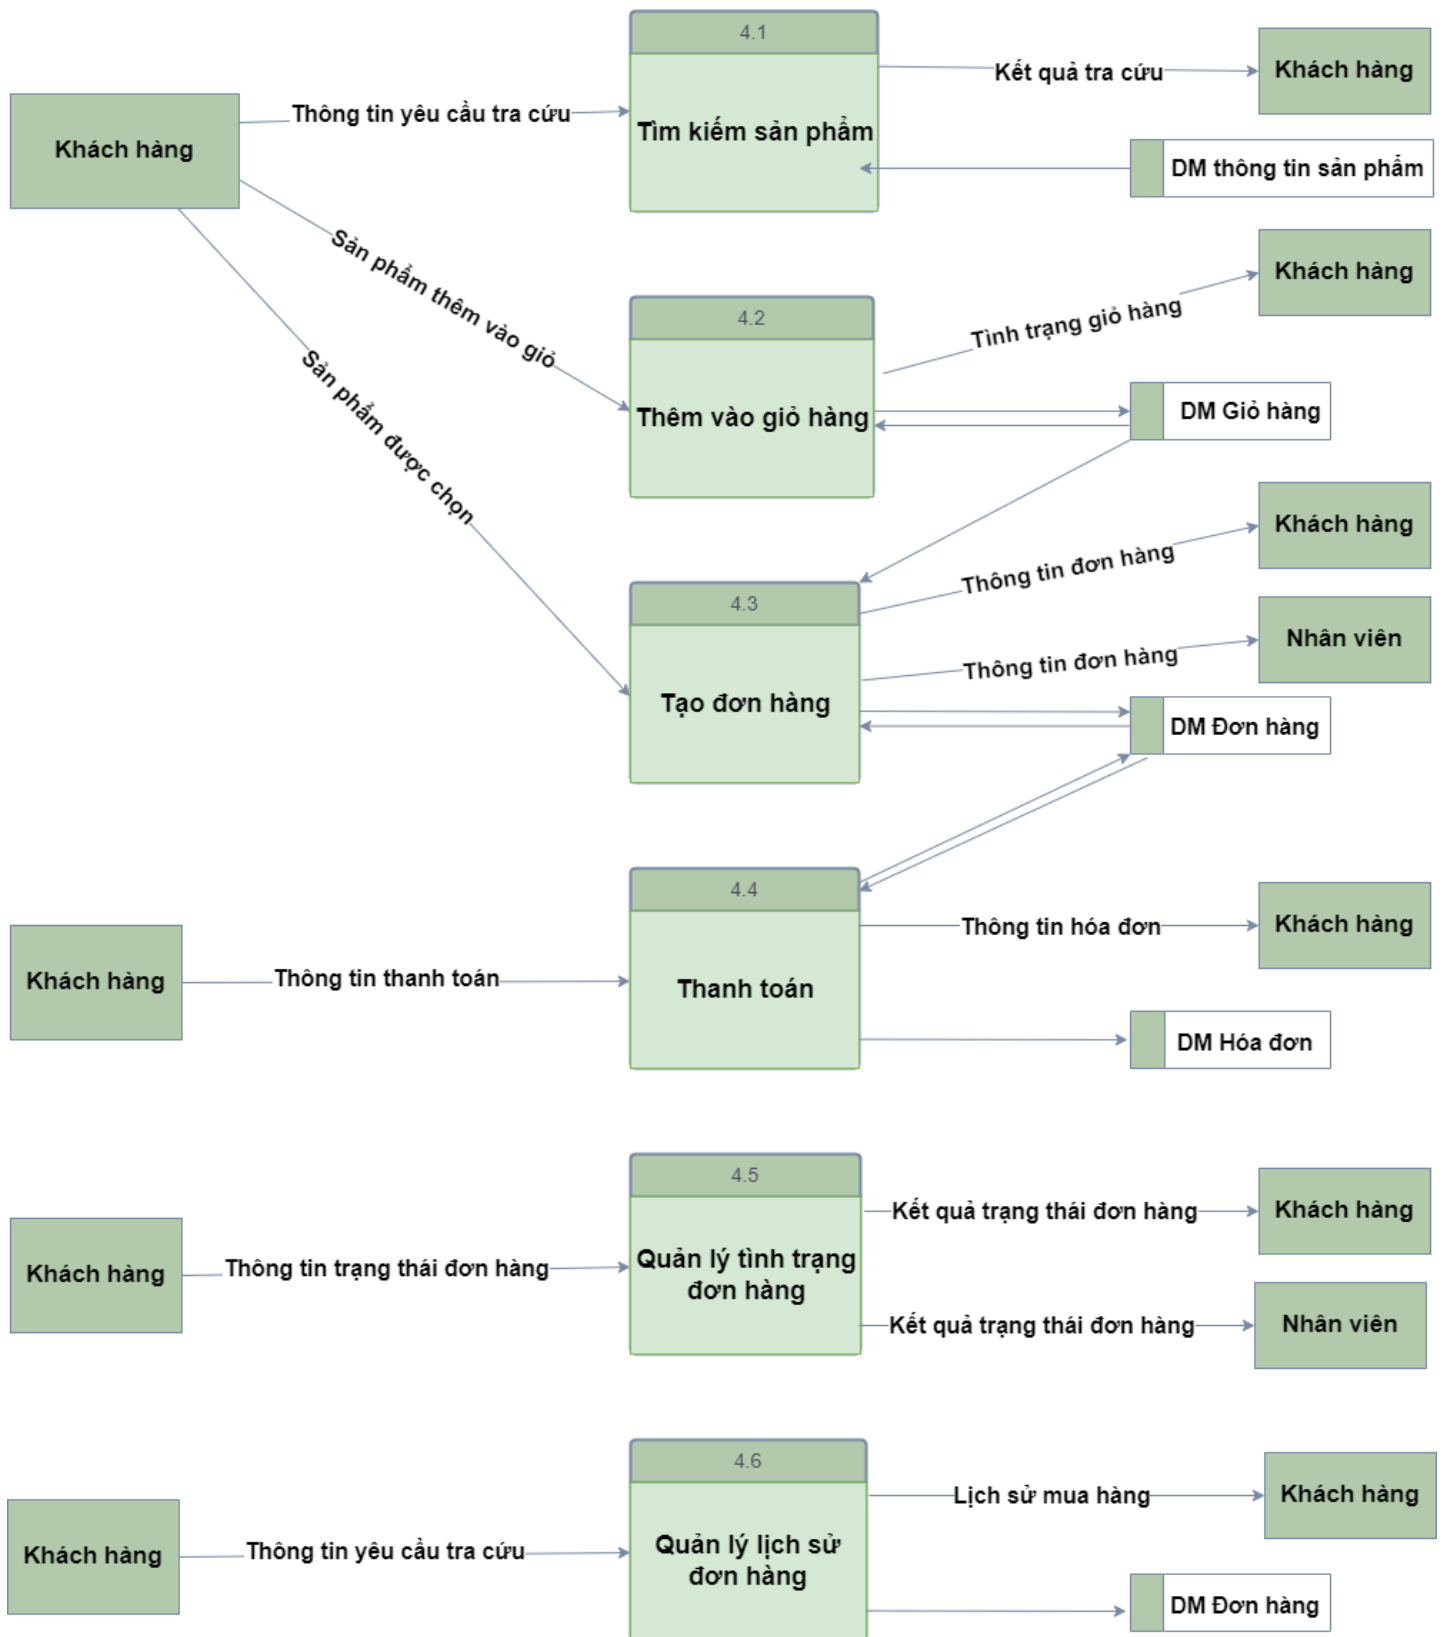 4.1
Kết quả tra cứu
Khách hàng
Thông tin yêu cầu tra cứu
Khách hàng
Tìm kiếm sản phẩm
DM thông tin sản phẩm
Sản phẩm thêm vào giỏ
Khách hàng
4.2
Tình trạng giỏ hàng
Thêm vào giỏ hàng
DM Giỏ hàng
Sản phẩm được chọn
Khách hàng
Thông tin đơn hàng
4.3
Nhân viên
Thông tin đơn hàng
Tạo đơn hàng
DM Đơn hàng
4.4
Thông tin hóa đơn
Khách hàng
Khách hàng
Thông tin thanh toán
Thanh toán
DM Hóa đơn
4.5
Kết quả trạng thái đơn hàng
Khách hàng
Khách hàng
Thông tin trạng thái đơn hàng
Quản lý tình trạng
đơn hàng
Kết quả trạng thái đơn hàng
Nhân viên
4.6
Lịch sử mua hàng
Khách hàng
Khách hàng
Thông tin yêu cầu tra cứu
Quản lý lịch sử
đơn hàng
DM Đơn hàng